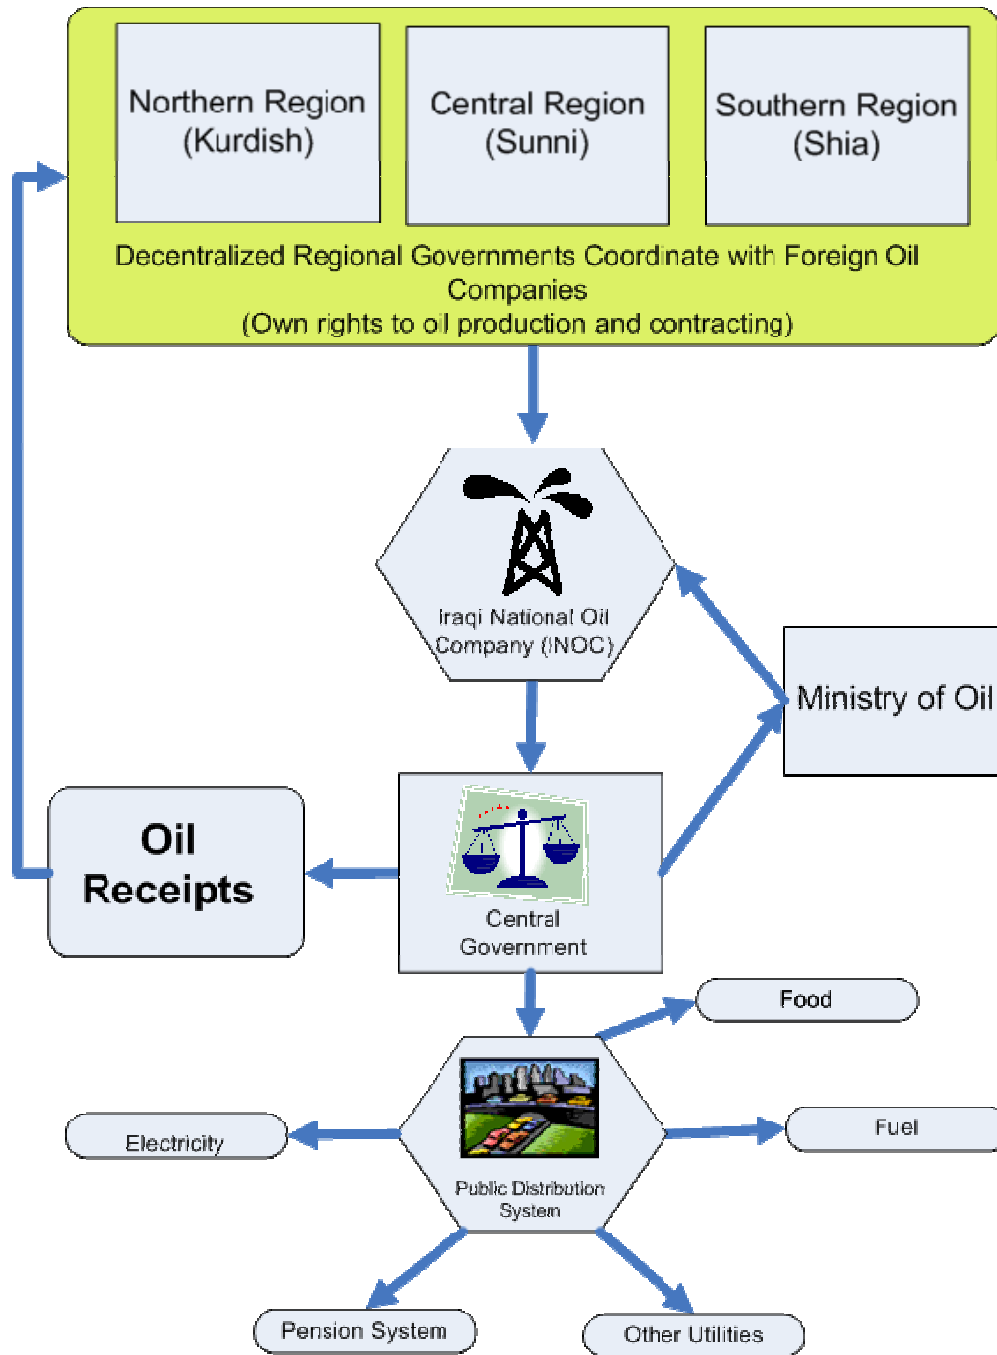 Northern Region
(Kurdish)
Central Region
(Sunni)
Southern Region
(Shia)
Decentralized Regional Governments Coordinate with Foreign Oil
Companies
(Own rights to oil production and contracting)
Iraqi National Oil
Company (INOC)
Ministry of Oil
Oil
Receipts
Central
Government
Food
Electricity
Fuel
Public Distribution
System
Pension System
Other Utilities